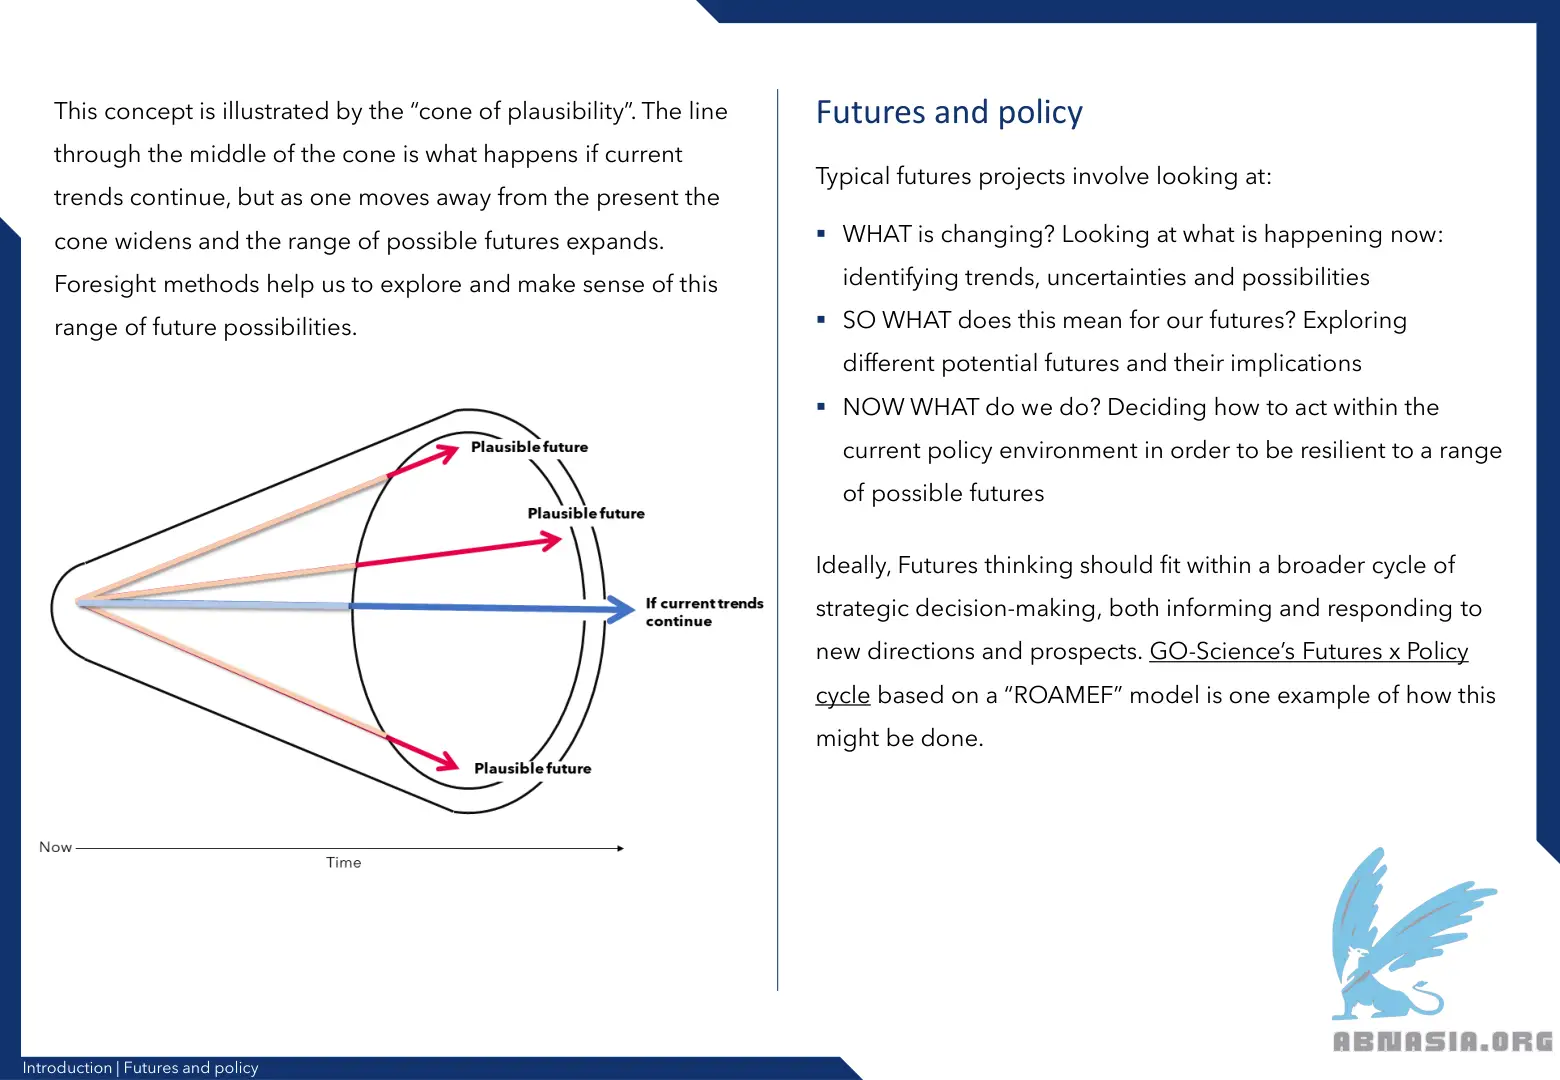 This concept is illustrated by the “cone of plausibility”. The line
through the middle of the cone is what happens if current
trends continue, but as one moves away from the present the
cone widens and the range of possible futures expands.
Foresight methods help us to explore and make sense of this
range of future possibilities.
Plausible future
Plausible future
If current trends
continue
Plausible future
Now
Time
Futures and policy
Typical futures projects involve looking at:
▪ WHAT is changing? Looking at what is happening now:
identifying trends, uncertainties and possibilities
▪ SO WHAT does this mean for our futures? Exploring
different potential futures and their implications
▪ NOW WHAT do we do? Deciding how to act within the
current policy environment in order to be resilient to a range
of possible futures
Ideally, Futures thinking should fit within a broader cycle of
strategic decision-making, both informing and responding to
new directions and prospects. GO-Science’s Futures x Policy
cycle based on a “ROAMEF” model is one example of how this
might be done.
ABNASIA.ORG
Introduction | Futures and policy